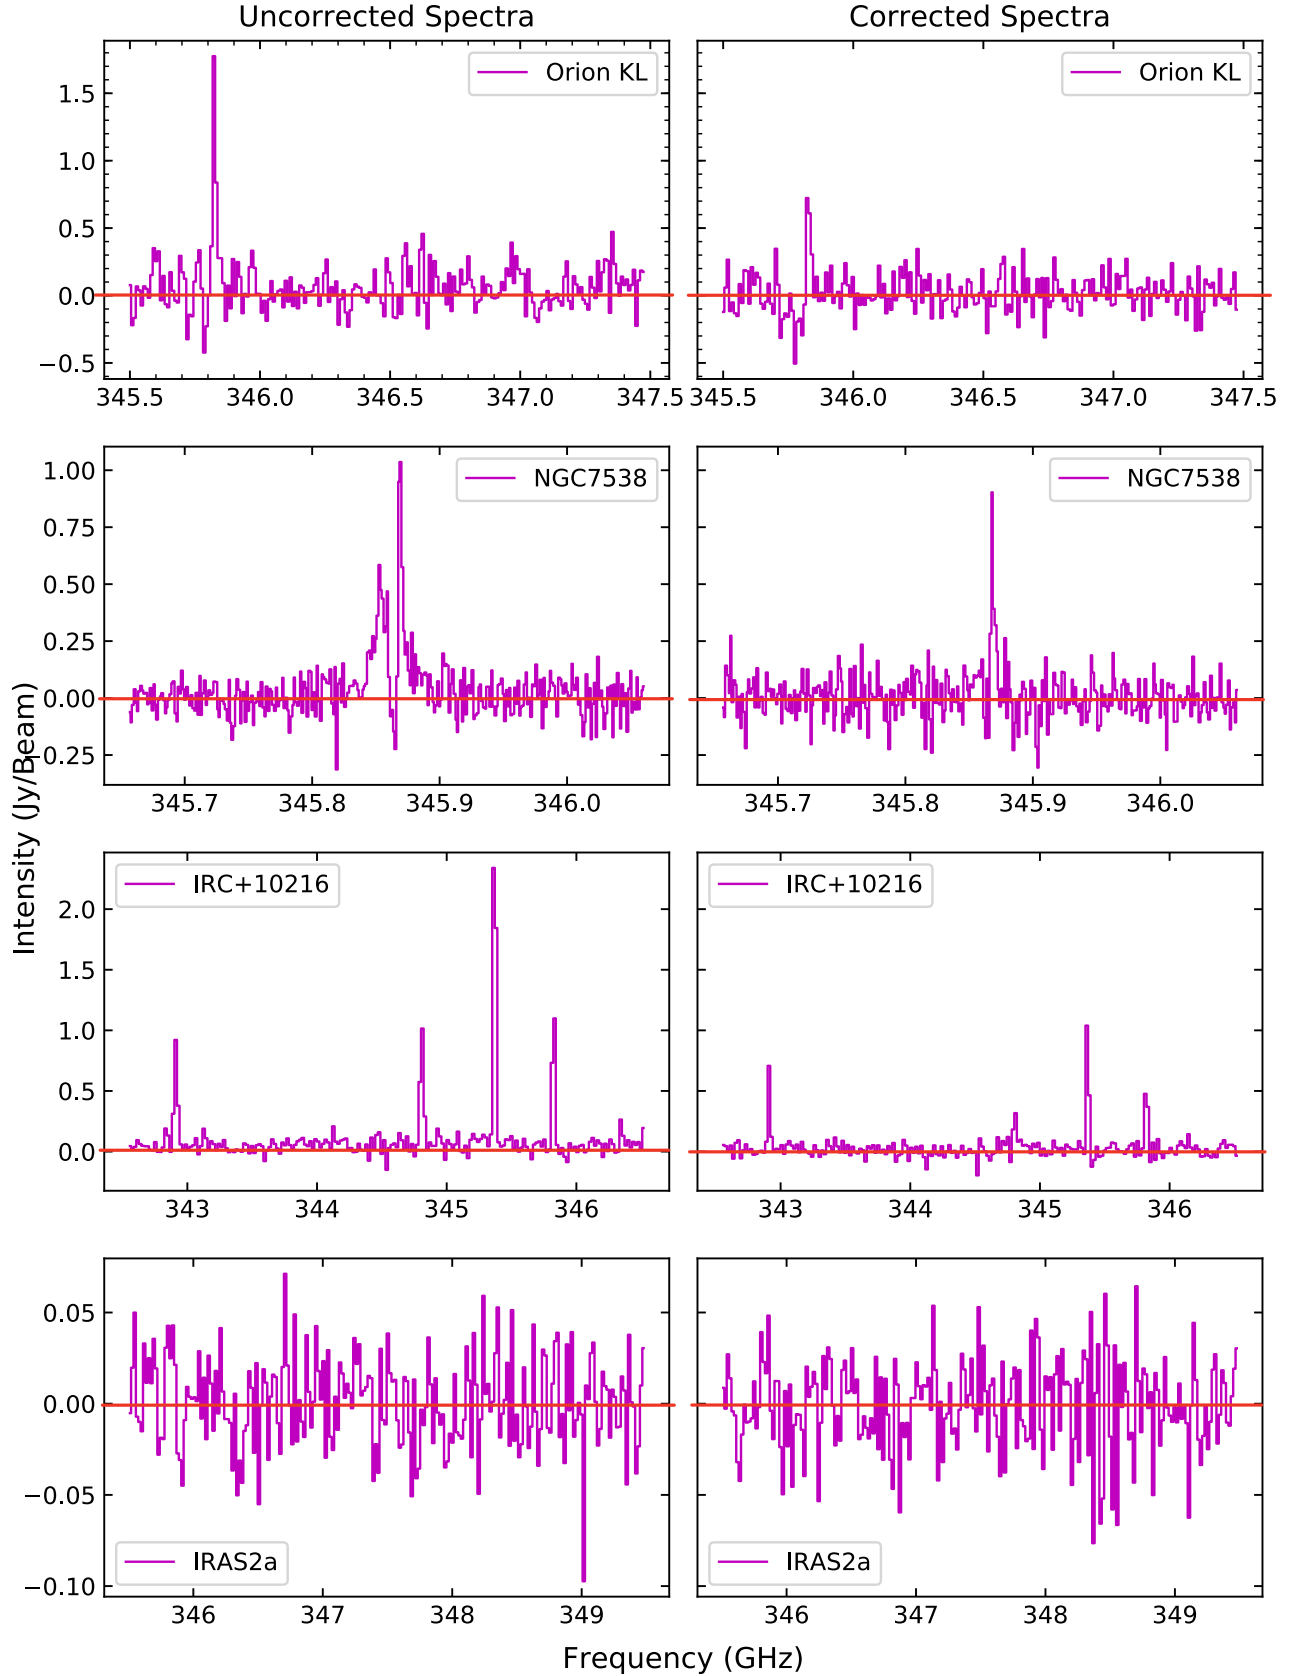 Uncorrected Spectra
Corrected Spectra
Orion KL
1.5
1.0
0.5
0.0
−0.5
345.5 346.0 346.5 347.0 347.5
Orion KL
345.5 346.0 346.5 347.0 347.5
NGC7538
1.00
0.75
0.50
0.25
0.00
−0.25
345.7 345.8 345.9 346.0
NGC7538
345.7 345.8 345.9 346.0
Intensity (Jy/Beam)
IRC+10216
2.0
1.5
1.0
0.5
0.0
343 344 345 346
IRC+10216
343 344 345 346
0.05
0.00
−0.05
−0.10
IRAS2a
346 347 348 349
IRAS2a
346 347 348 349
Frequency (GHz)